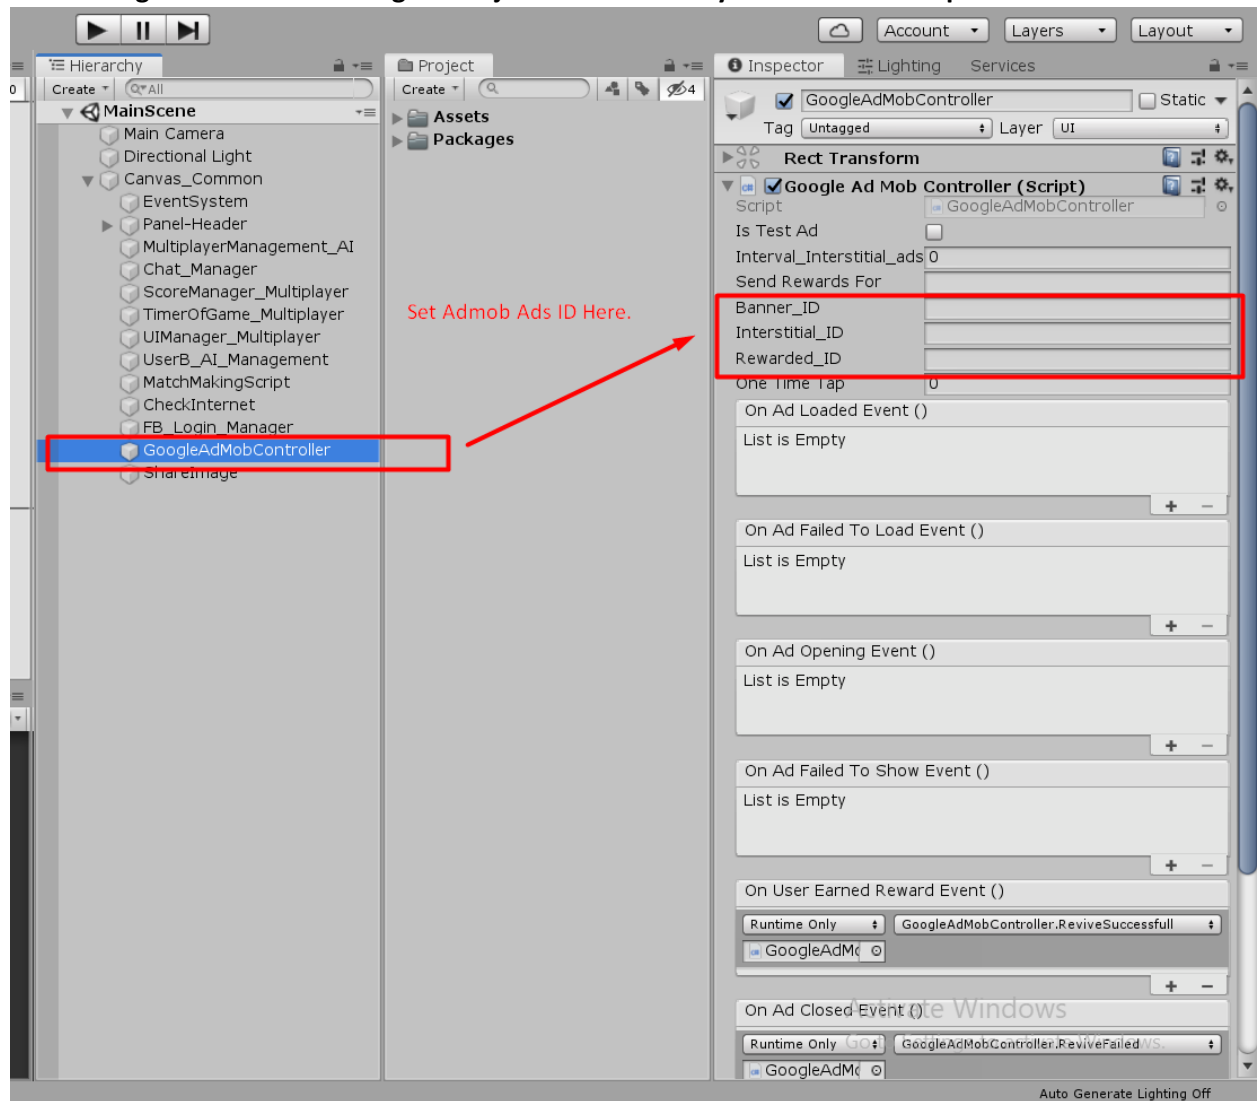 Account
Layers
Layout
Hierarchy
Create
All
MainScene
Main Camera
Directional Light
Canvas_Common
EventSystem
Panel-Header
MultiplayerManagement_AI
Chat_Manager
ScoreManager_Multiplayer
TimerOfGame_Multiplayer
UIManager_Multiplayer
UserB_AI_Management
MatchMakingScript
CheckInternet
FB_Login_Manager
GoogleAdMobController
ShareImage
Project
Create
4
Assets
Packages
Set Admob Ads ID Here.
Inspector Lighting Services
GoogleAdMobController Static
Tag Untagged Layer UI
Rect Transform
Google Ad Mob Controller (Script)
Script GoogleAdMobController
Is Test Ad
Interval_Interstitial_ads 0
Send Rewards For
Banner_ID
Interstitial_ID
Rewarded_ID
One Time Tap 0
On Ad Loaded Event ()
List is Empty
+ −
On Ad Failed To Load Event ()
List is Empty
+ −
On Ad Opening Event ()
List is Empty
+ −
On Ad Failed To Show Event ()
List is Empty
+ −
On User Earned Reward Event ()
Runtime Only GoogleAdMobController.ReviveSuccessfull
GoogleAdMo
+ −
On Ad Closed Event ()
Activate Windows
Runtime Only GoogleAdMobController.ReviveFailed
GoogleAdMo
Auto Generate Lighting Off